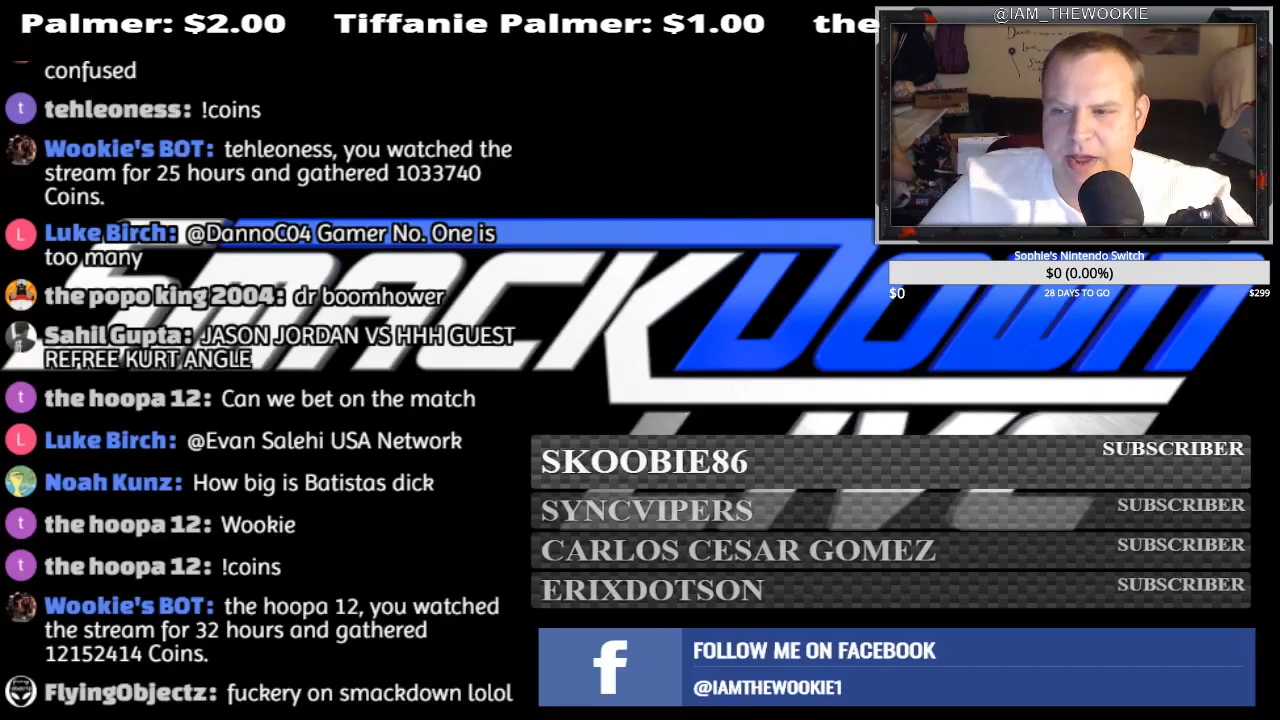 Palmer: $2.00 Tiffanie Palmer: $1.00 the
@IAM_THEWOOKIE
confused
tehleoness: !coins
Wookie's BOT: tehleoness, you watched the
stream for 25 hours and gathered 1033740
Coins.
Luke Birch: @DannoC04 Gamer No. One is
too many
the popo king 2004: dr boomhower
Sahil Gupta: JASON JORDAN VS HHH GUEST
REFREE KURT ANGLE
the hoopa 12: Can we bet on the match
Luke Birch: @Evan Salehi USA Network
Noah Kunz: How big is Batistas dick
the hoopa 12: Wookie
the hoopa 12: !coins
Wookie's BOT: the hoopa 12, you watched
the stream for 32 hours and gathered
12152414 Coins.
FlyingObjectz: fuckery on smackdown lolol
Sophie's Nintendo Switch
$0 (0.00%)
$0 28 DAYS TO GO $299
SMACKDOWN
LIVE
SKOOBIE86 SUBSCRIBER
SYNCVIPERS SUBSCRIBER
CARLOS CESAR GOMEZ SUBSCRIBER
ERIXDOTSON SUBSCRIBER
f
FOLLOW ME ON FACEBOOK
@IAMTHEWOOKIE1